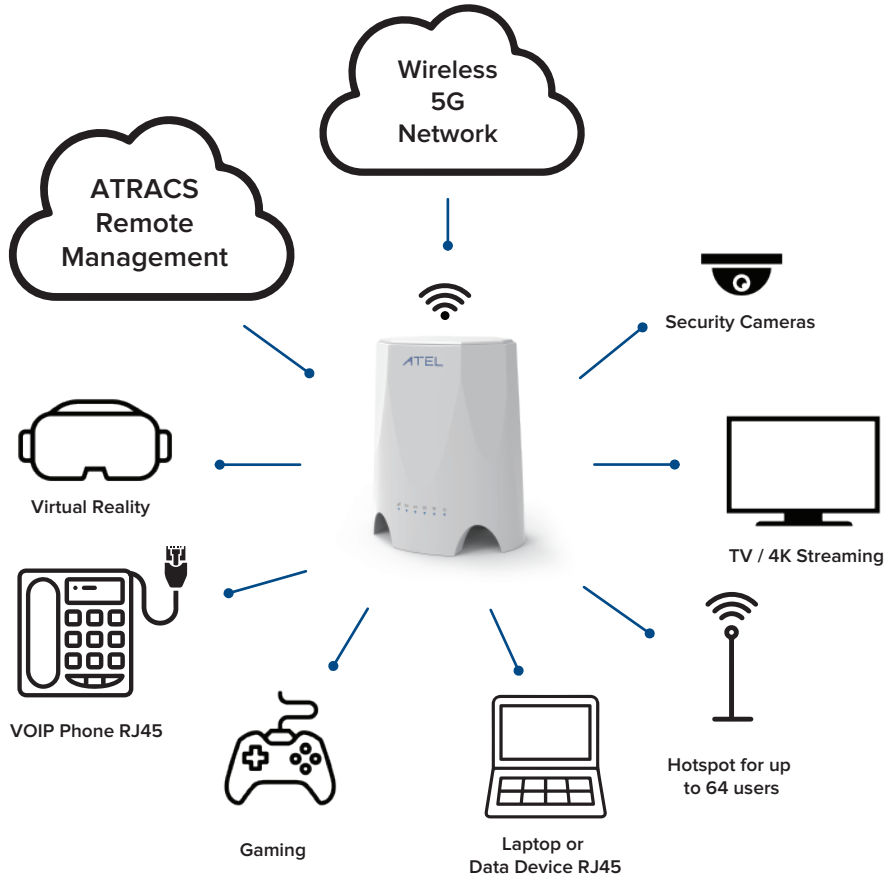 Wireless
5G
Network
ATRACS
Remote
Management
Security Cameras
ATEL
Virtual Reality
TV / 4K Streaming
VOIP Phone RJ45
Hotspot for up
to 64 users
Gaming
Laptop or
Data Device RJ45